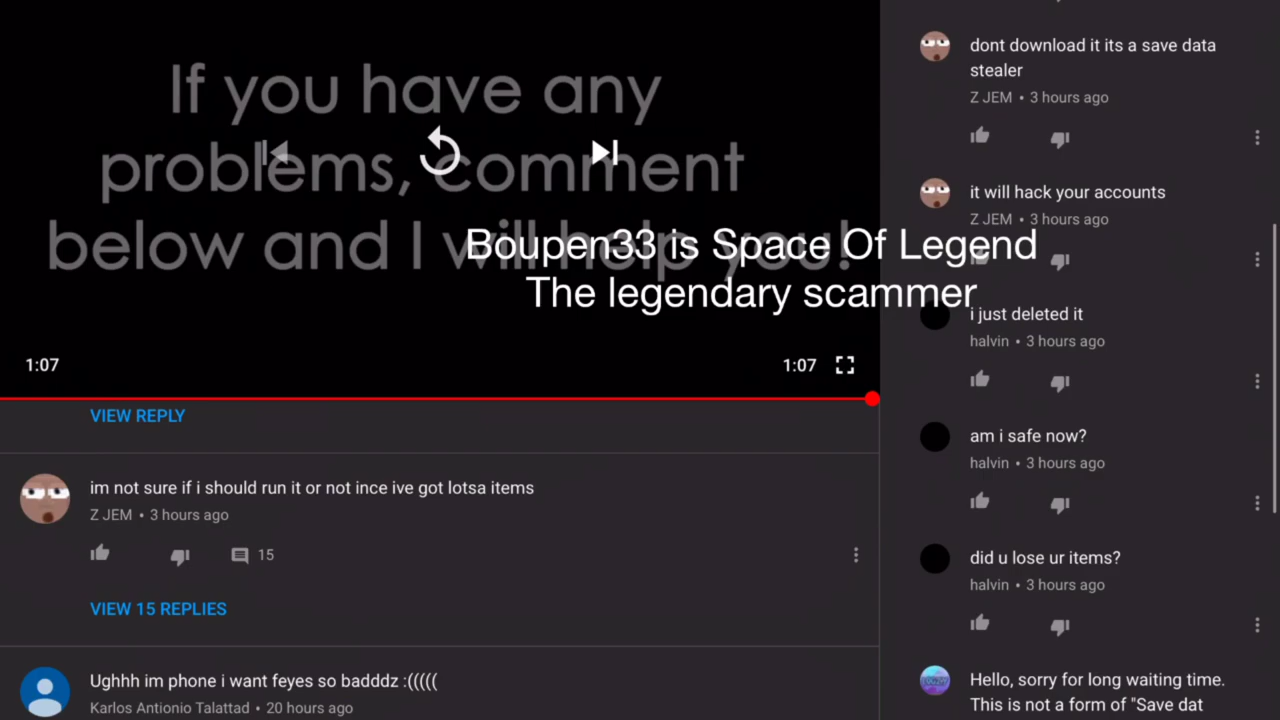 If you have any
problems, comment
below and I will help you!
Boupen33 is Space Of Legend
The legendary scammer
1:07
1:07
VIEW REPLY
im not sure if i should run it or not ince ive got lotsa items
Z JEM • 3 hours ago
15
VIEW 15 REPLIES
Ughhh im phone i want feyes so badddz :(((((
Karlos Antionio Talattad • 20 hours ago
dont download it its a save data
stealer
Z JEM • 3 hours ago
it will hack your accounts
Z JEM • 3 hours ago
i just deleted it
halvin • 3 hours ago
am i safe now?
halvin • 3 hours ago
did u lose ur items?
halvin • 3 hours ago
Hello, sorry for long waiting time.
This is not a form of "Save dat